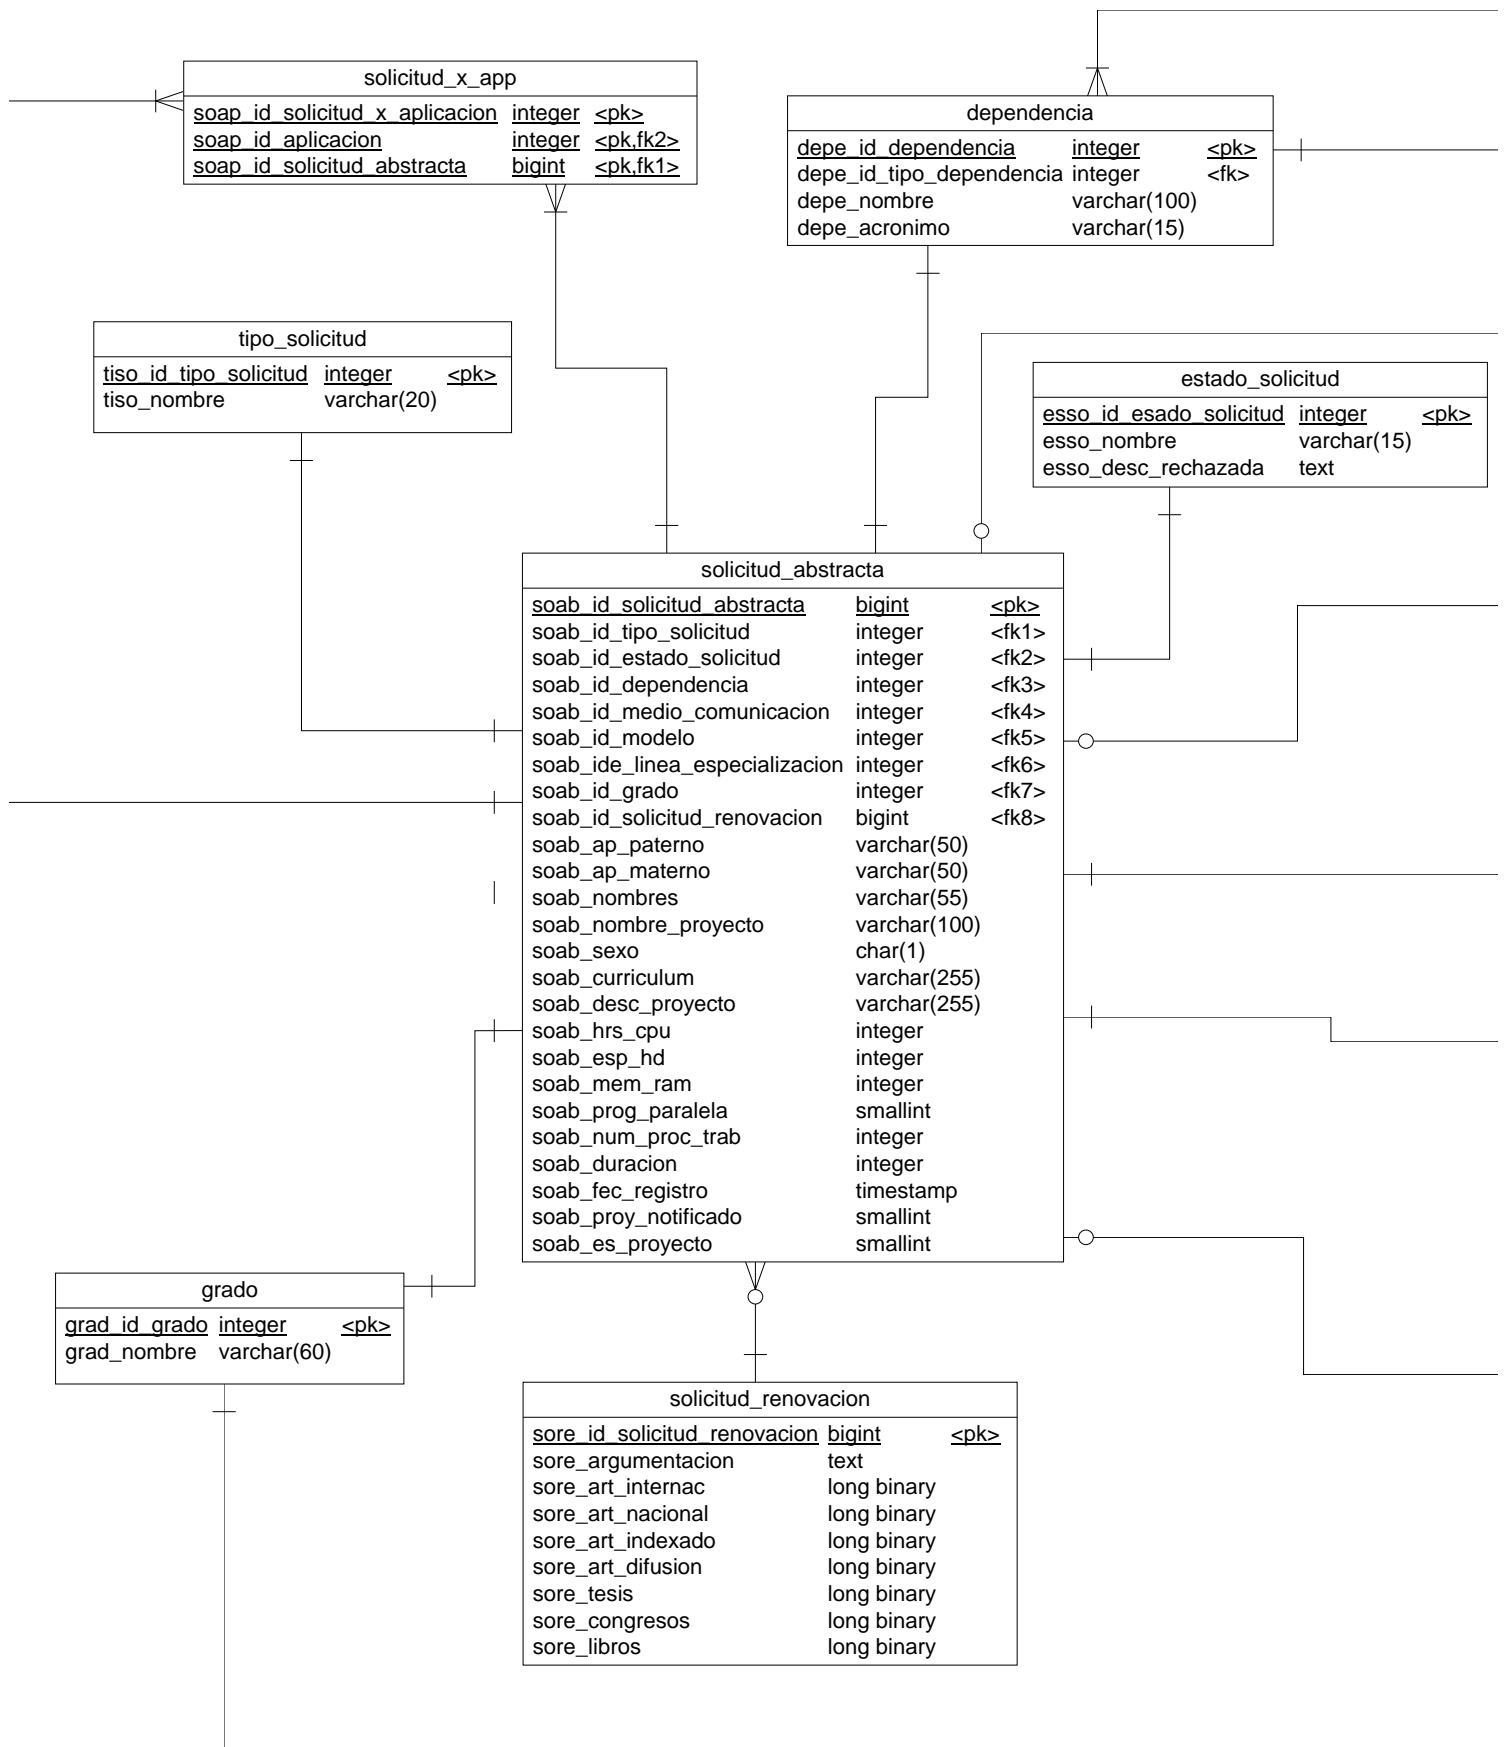 solicitud_x_app
soap_id_solicitud_x_aplicacion integer <pk>
soap_id_aplicacion integer <pk,fk2>
soap_id_solicitud_abstracta bigint <pk,fk1>
dependencia
depe_id_dependencia integer <pk>
depe_id_tipo_dependencia integer <fk>
depe_nombre varchar(100)
depe_acronimo varchar(15)
tipo_solicitud
tiso_id_tipo_solicitud integer <pk>
tiso_nombre varchar(20)
estado_solicitud
esso_id_esado_solicitud integer <pk>
esso_nombre varchar(15)
esso_desc_rechazada text
solicitud_abstracta
soab_id_solicitud_abstracta bigint <pk>
soab_id_tipo_solicitud integer <fk1>
soab_id_estado_solicitud integer <fk2>
soab_id_dependencia integer <fk3>
soab_id_medio_comunicacion integer <fk4>
soab_id_modelo integer <fk5>
soab_ide_linea_especializacion integer <fk6>
soab_id_grado integer <fk7>
soab_id_solicitud_renovacion bigint <fk8>
soab_ap_paterno varchar(50)
soab_ap_materno varchar(50)
soab_nombres varchar(55)
soab_nombre_proyecto varchar(100)
soab_sexo char(1)
soab_curriculum varchar(255)
soab_desc_proyecto varchar(255)
soab_hrs_cpu integer
soab_esp_hd integer
soab_mem_ram integer
soab_prog_paralela smallint
soab_num_proc_trab integer
soab_duracion integer
soab_fec_registro timestamp
soab_proy_notificado smallint
soab_es_proyecto smallint
grado
grad_id_grado integer <pk>
grad_nombre varchar(60)
solicitud_renovacion
sore_id_solicitud_renovacion bigint <pk>
sore_argumentacion text
sore_art_internac long binary
sore_art_nacional long binary
sore_art_indexado long binary
sore_art_difusion long binary
sore_tesis long binary
sore_congresos long binary
sore_libros long binary